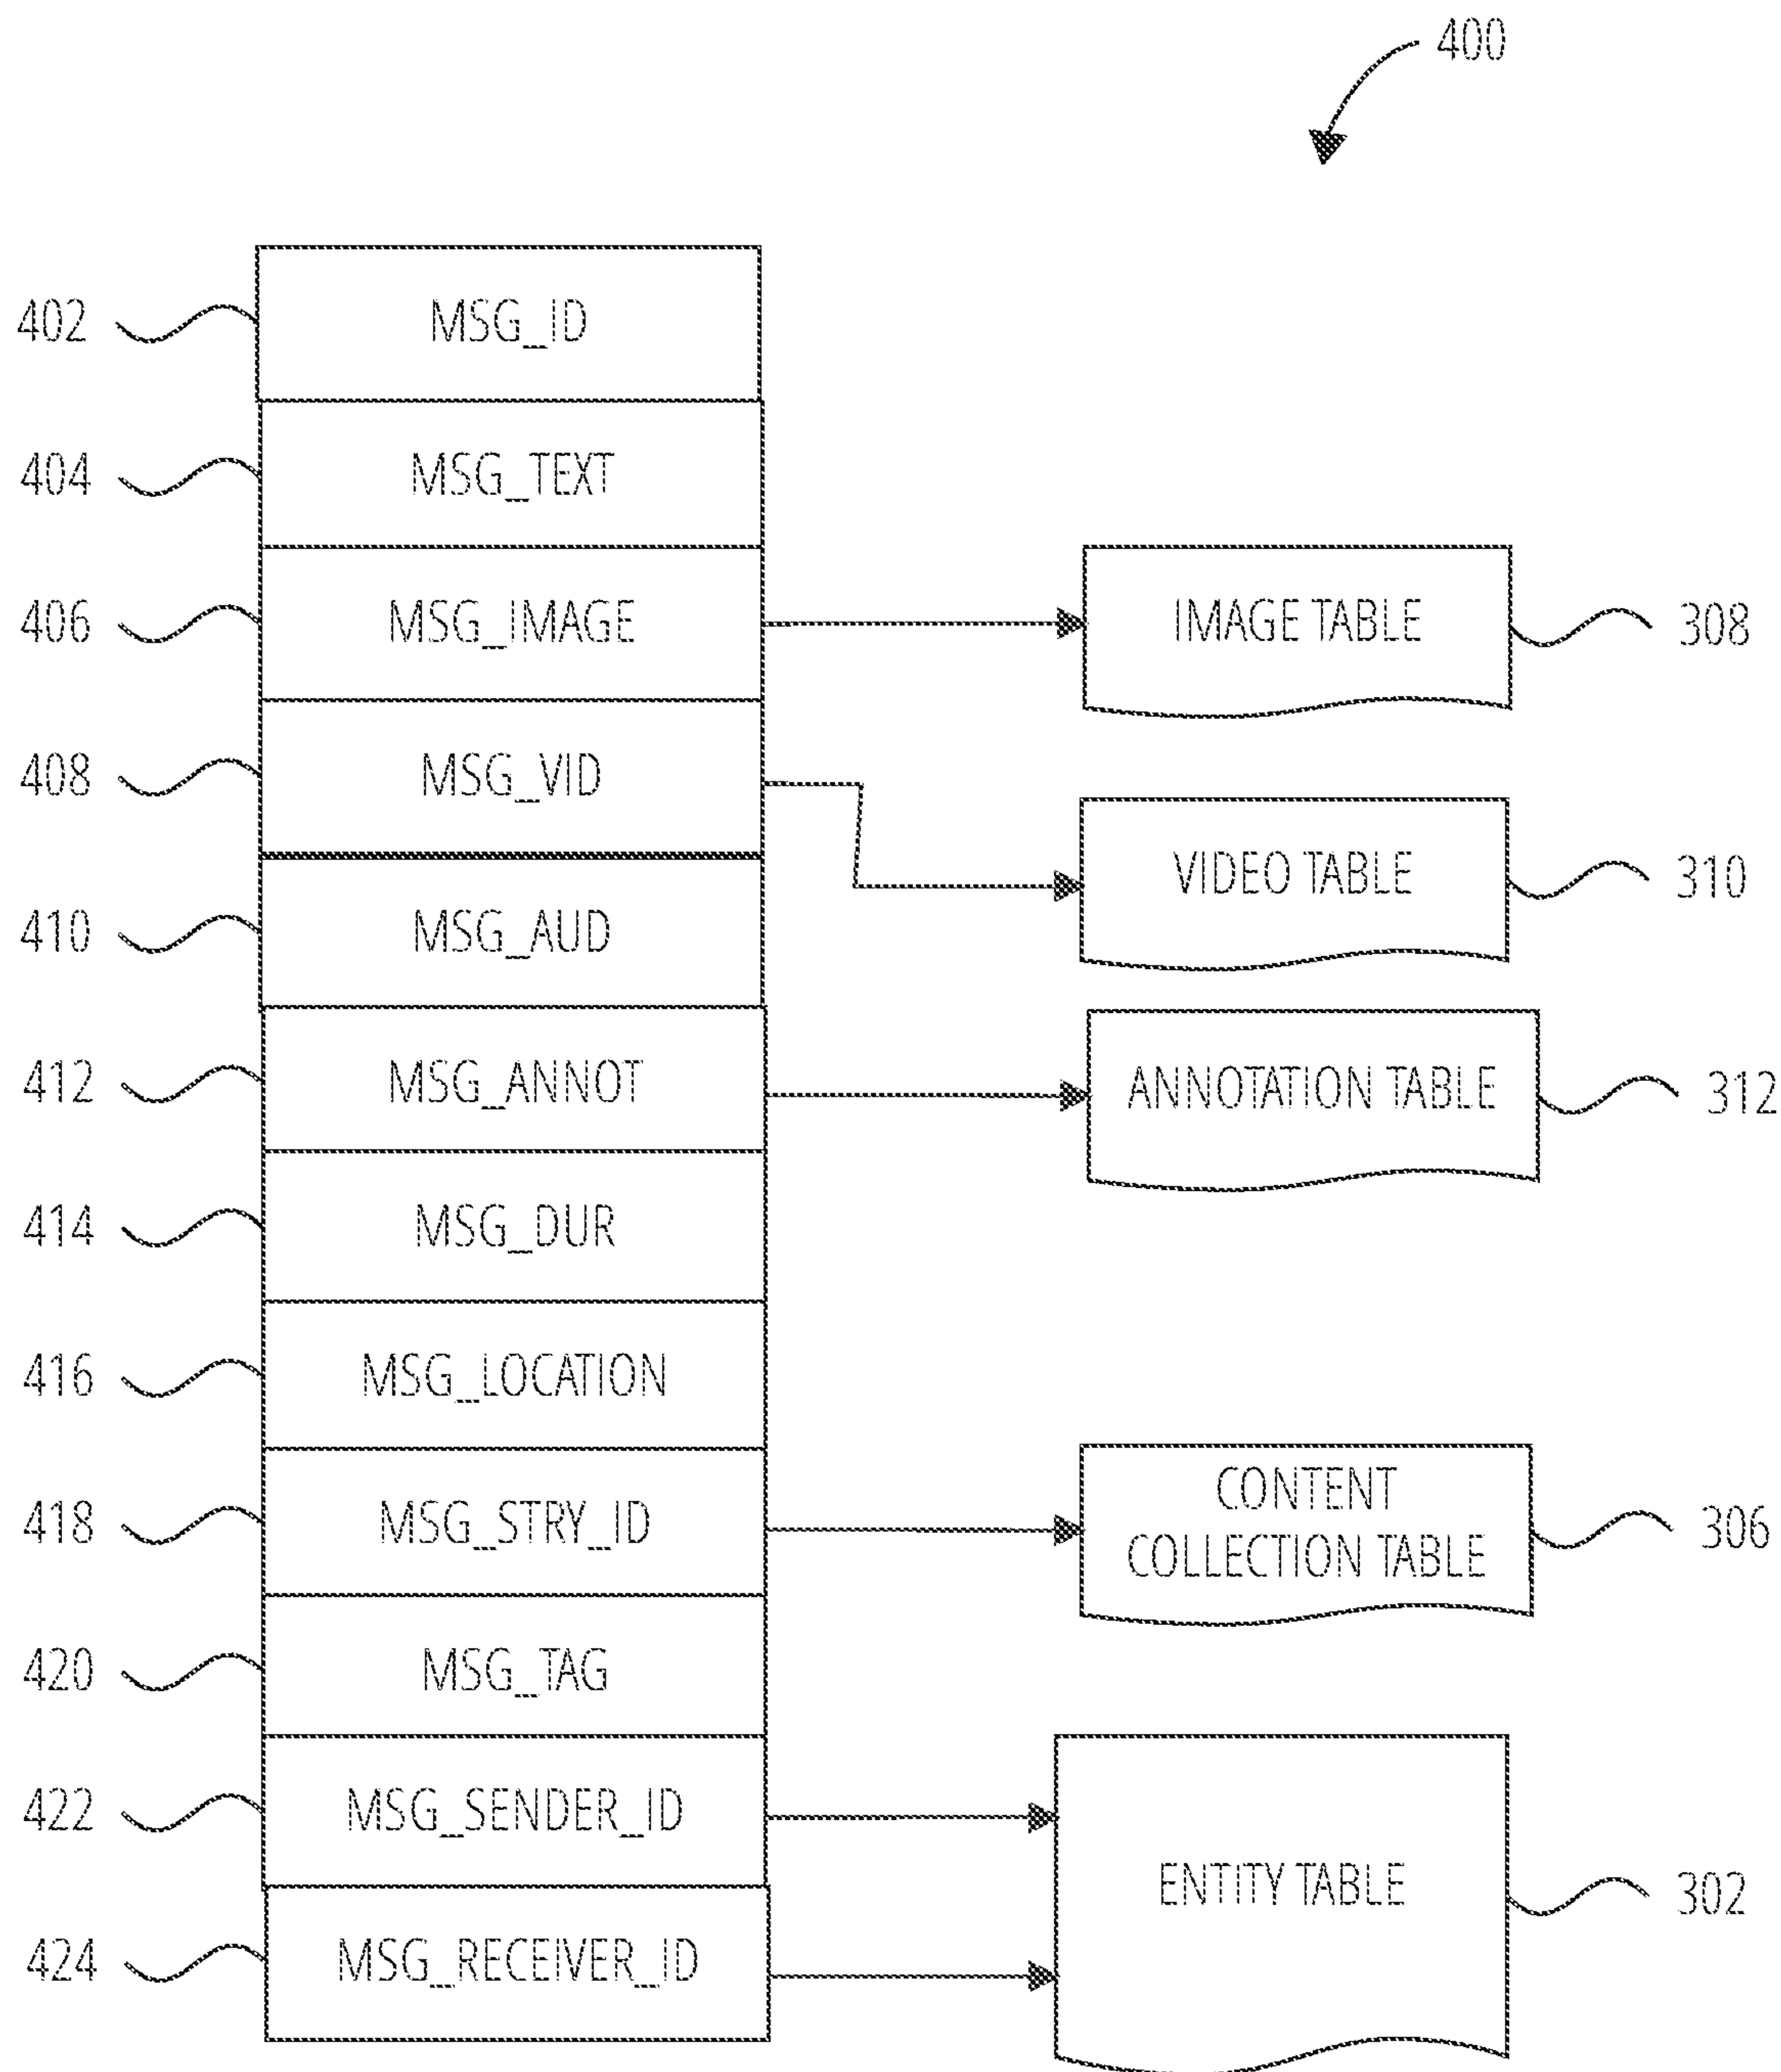 400
402 MSG_ID
404 MSG_TEXT
406 MSG_IMAGE IMAGE TABLE 308
408 MSG_VID
VIDEO TABLE 310
410 MSG_AUD
412 MSG_ANNOT ANNOTATION TABLE 312
414 MSG_DUR
416 MSG_LOCATION
418 MSG_STRY_ID CONTENT
COLLECTION TABLE 306
420 MSG_TAG
422 MSG_SENDER_ID
ENTITY TABLE 302
424 MSG_RECEIVER_ID